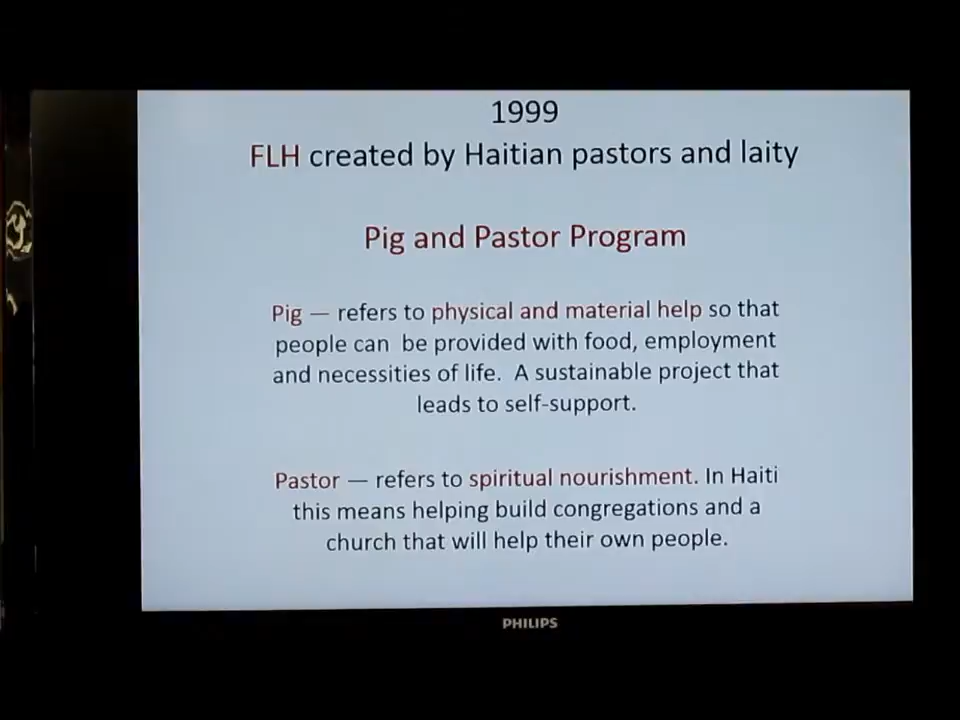 1999
FLH created by Haitian pastors and laity
Pig and Pastor Program
Pig — refers to physical and material help so that
people can be provided with food, employment
and necessities of life. A sustainable project that
leads to self-support.
Pastor — refers to spiritual nourishment. In Haiti
this means helping build congregations and a
church that will help their own people.
PHILIPS